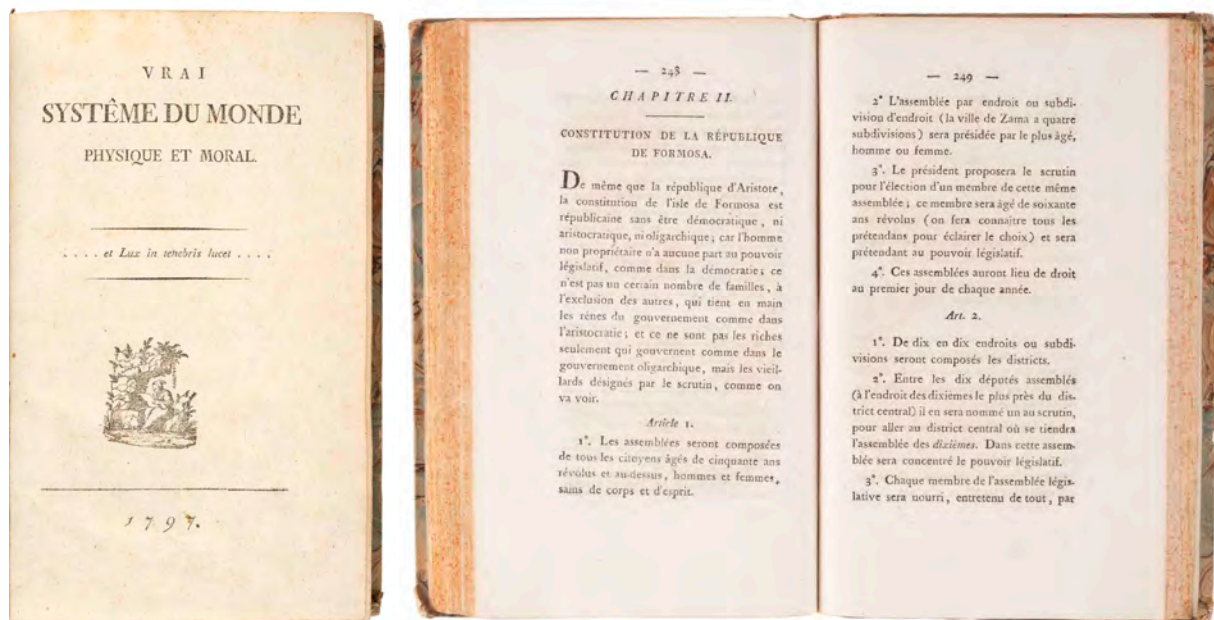 VRAI
SYSTÊME DU MONDE
PHYSIQUE ET MORAL.
. . . . et Lux in tenebris lucet . . . .
1797.
— 248 —
CHAPITRE II.
CONSTITUTION DE LA RÉPUBLIQUE
DE FORMOSA.
De même que la république d'Aristote,
la constitution de l'isle de Formosa est
républicaine sans être démocratique, ni
aristocratique, ni oligarchique; car l'homme
non propriétaire n'a aucune part au pouvoir
législatif, comme dans la démocratie; ce
n'est pas un certain nombre de familles, à
l'exclusion des autres, qui tient en main
les rênes du gouvernement comme dans
l'aristocratie; et ce ne sont pas les riches
seulement qui gouvernent comme dans le
gouvernement oligarchique, mais les vieil-
lards désignés par le scrutin, comme on
va voir.
Article 1.
1°. Les assemblées seront composées
de tous les citoyens âgés de cinquante ans
révolus et au-dessus, hommes et femmes,
sains de corps et d'esprit.
— 249 —
2° L'assemblée par endroit ou subdi-
vision d'endroit (la ville de Zama a quatre
subdivisions) sera présidée par le plus âgé,
homme ou femme.
3°. Le président proposera le scrutin
pour l'élection d'un membre de cette même
assemblée; ce membre sera âgé de soixante
ans révolus (on fera connaitre tous les
prétendans pour éclairer le choix) et sera
prétendant au pouvoir législatif.
4°. Ces assemblées auront lieu de droit
au premier jour de chaque année.
Art. 2.
1°. De dix en dix endroits ou subdi-
visions seront composés les districts.
2°. Entre les dix députés assemblés
(à l'endroit des dixièmes le plus près du dis-
trict central) il en sera nommé un au scrutin,
pour aller au district central où se tiendra
l'assemblée des dixièmes. Dans cette assem-
blée sera concentré le pouvoir législatif.
3°. Chaque membre de l'assemblée légis-
lative sera nourri, entretenu de tout, par